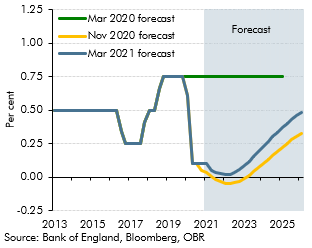 1.25
Mar 2020 forecast
Forecast
1.00
Nov 2020 forecast
Mar 2021 forecast
0.75
Per cent
0.50
0.25
0.00
-0.25
2013 2015 2017 2019 2021 2023 2025
Source: Bank of England, Bloomberg, OBR